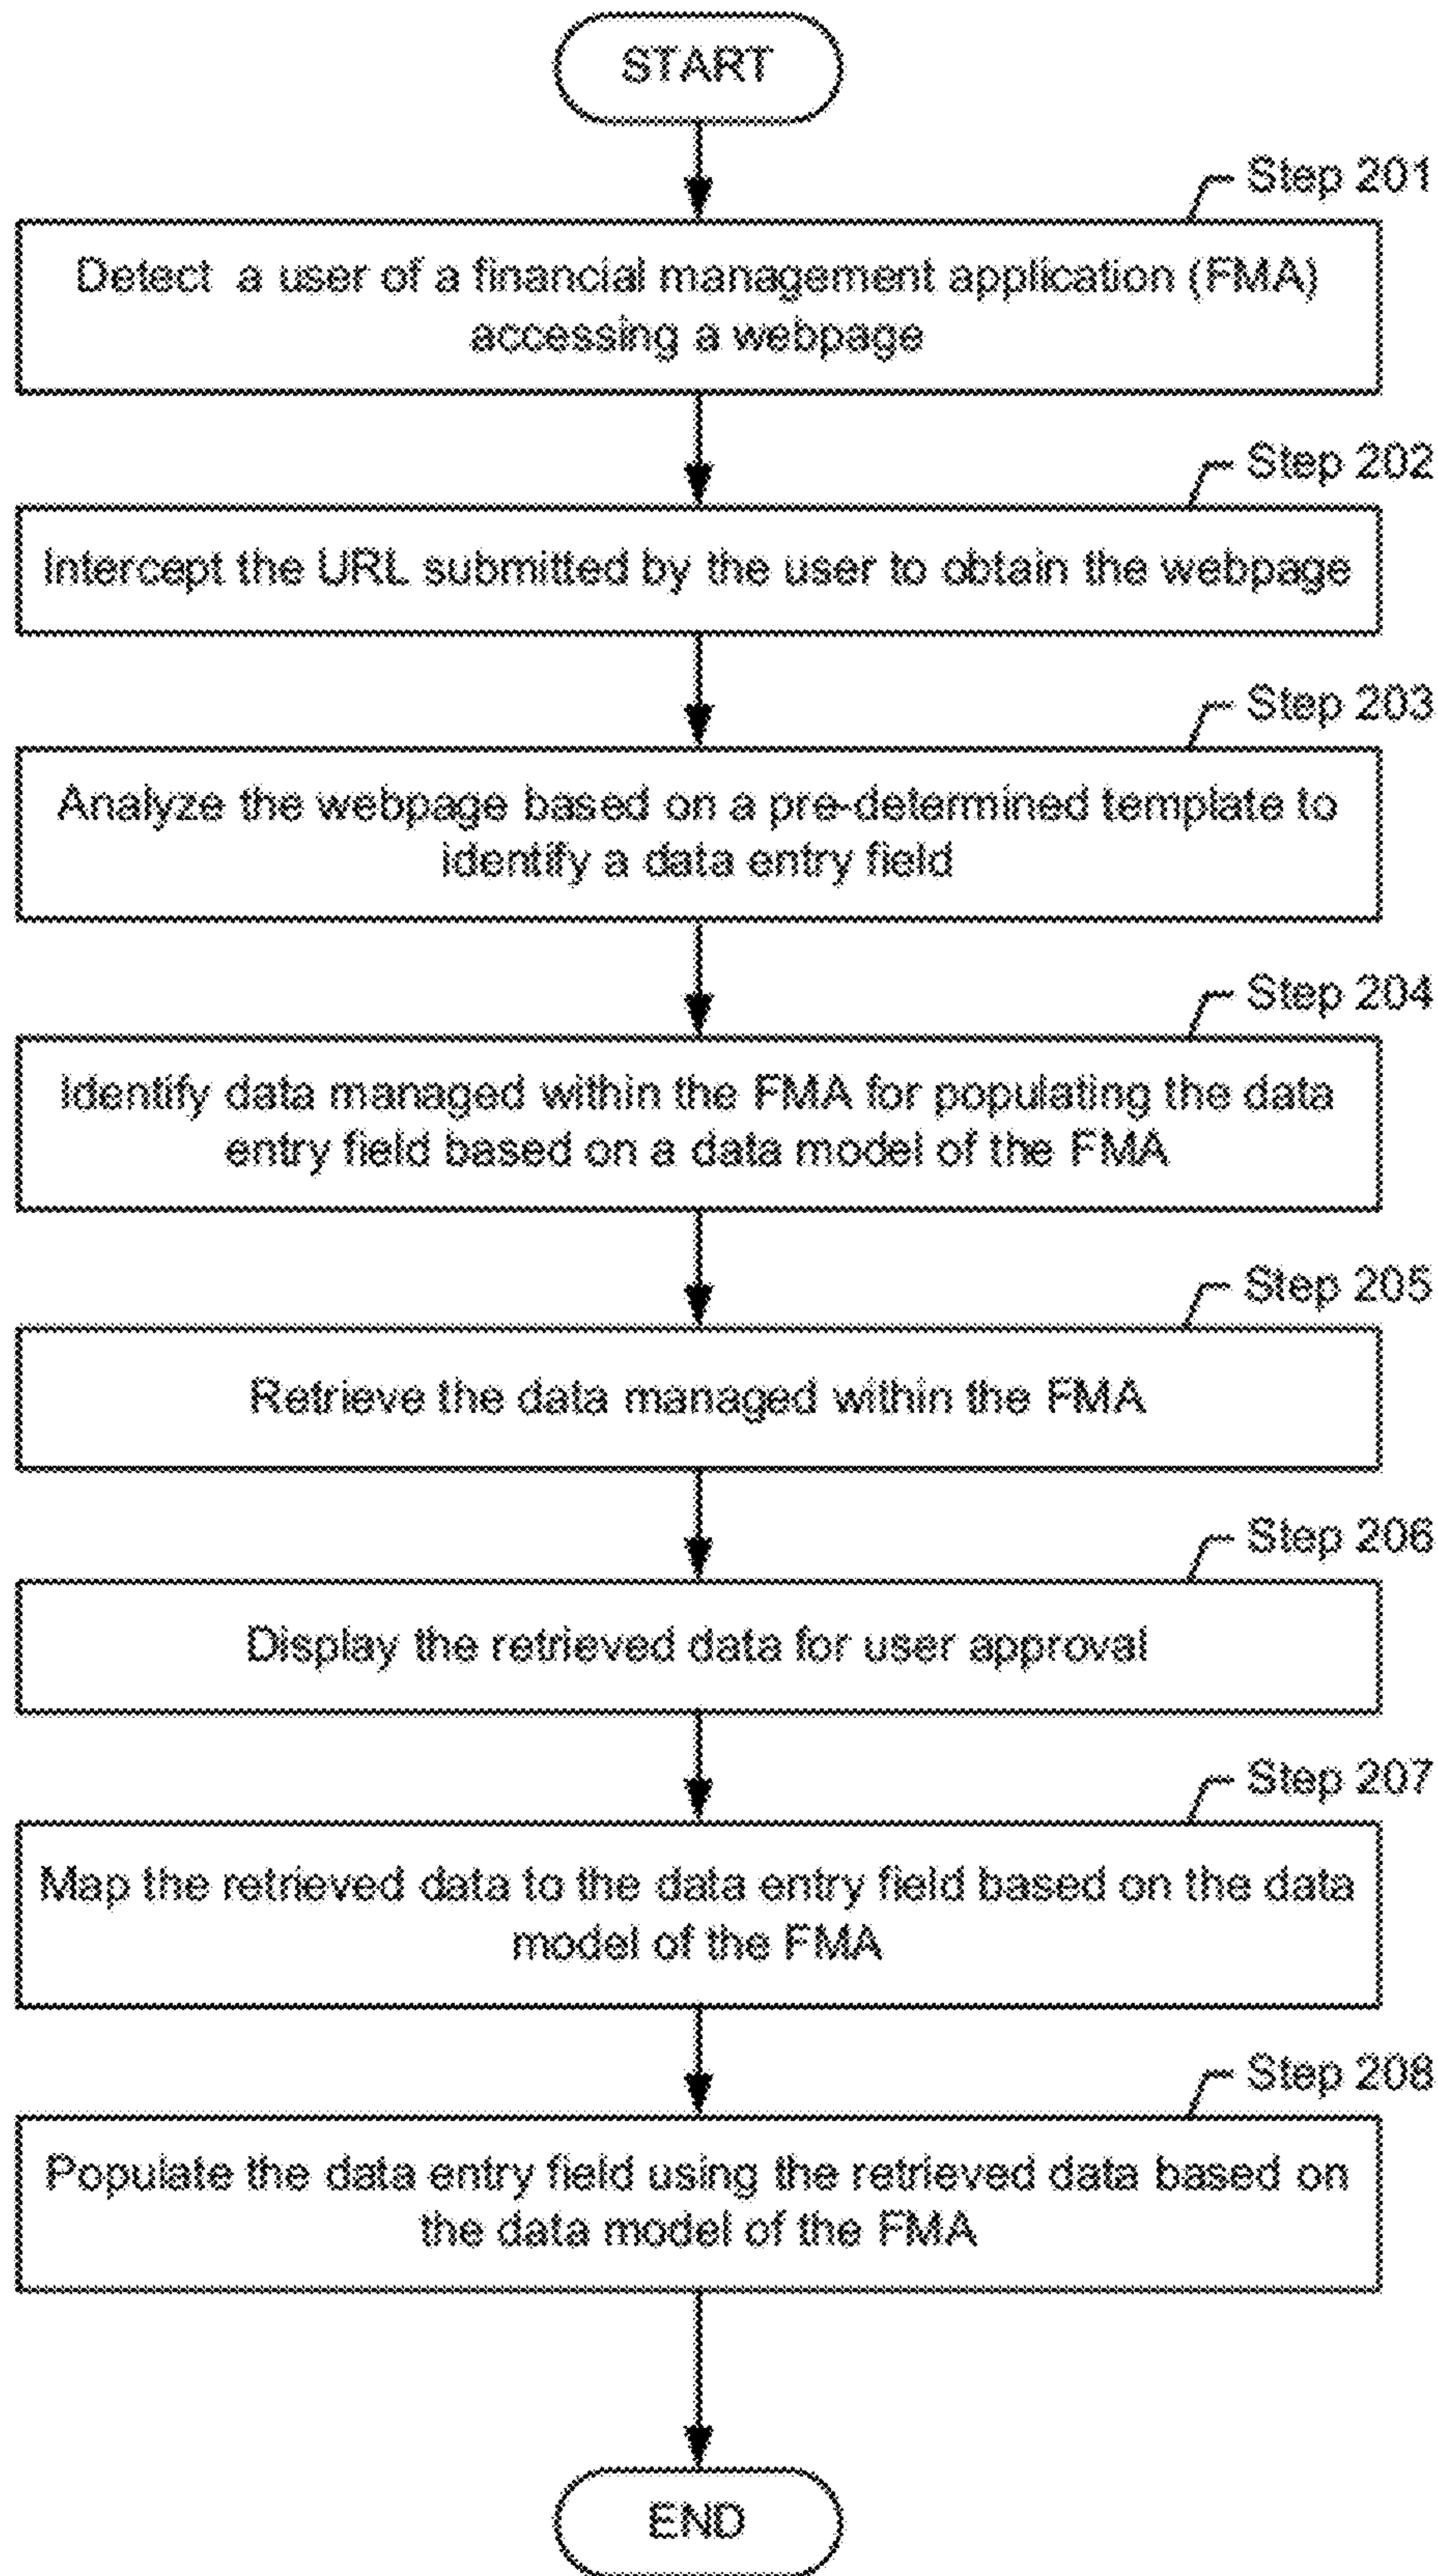 START
Step 201
Detect a user of a financial management application (FMA)
accessing a webpage
Step 202
Intercept the URL submitted by the user to obtain the webpage
Step 203
Analyze the webpage based on a pre-determined template to
identify a data entry field
Step 204
Identify data managed within the FMA for populating the data
entry field based on a data model of the FMA
Step 205
Retrieve the data managed within the FMA
Step 206
Display the retrieved data for user approval
Step 207
Map the retrieved data to the data entry field based on the data
model of the FMA
Step 208
Populate the data entry field using the retrieved data based on
the data model of the FMA
END